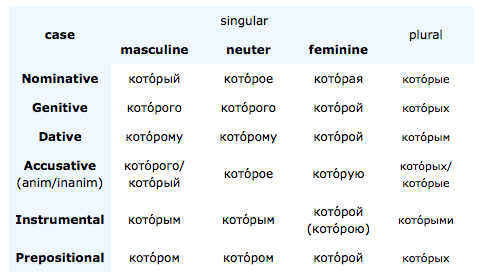 case singular plural
masculine neuter feminine
Nominative кото́рый кото́рое кото́рая кото́рые
Genitive кото́рого кото́рого кото́рой кото́рых
Dative кото́рому кото́рому кото́рой кото́рым
Accusative
(anim/inanim) кото́рого/
кото́рый кото́рое кото́рую кото́рых/
кото́рые
Instrumental кото́рым кото́рым кото́рой
(кото́рою) кото́рыми
Prepositional кото́ром кото́ром кото́рой кото́рых